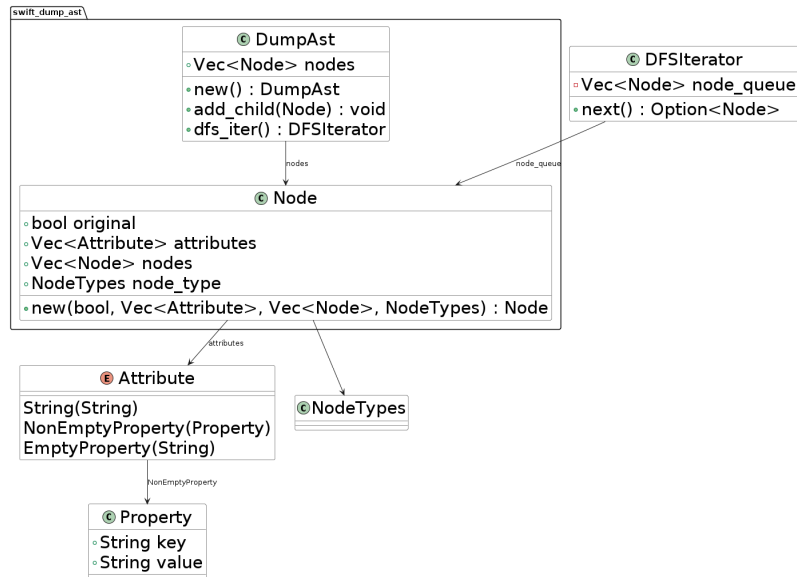 swift_dump_ast
C DumpAst
Vec<Node> nodes
new() : DumpAst
add_child(Node) : void
dfs_iter() : DFSIterator
C DFSIterator
Vec<Node> node_queue
next() : Option<Node>
nodes
node_queue
C Node
bool original
Vec<Attribute> attributes
Vec<Node> nodes
NodeTypes node_type
new(bool, Vec<Attribute>, Vec<Node>, NodeTypes) : Node
attributes
E Attribute
String(String)
NonEmptyProperty(Property)
EmptyProperty(String)
C NodeTypes
NonEmptyProperty
C Property
String key
String value